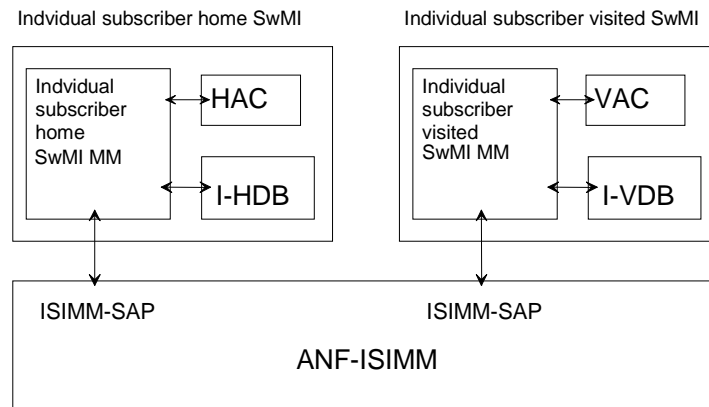 Indvidual subscriber home SwMI
Individual subscriber visited SwMI
Indvidual
subscriber
home
SwMI MM
HAC
I-HDB
Individual
subscriber
visited
SwMI MM
VAC
I-VDB
ISIMM-SAP
ISIMM-SAP
ANF-ISIMM